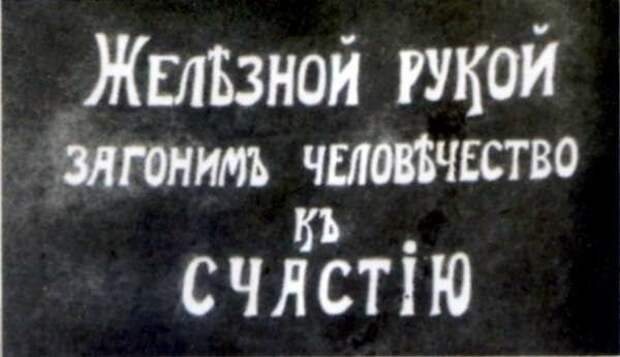 Желѣзной рукой
загонимъ человѣчество
къ
счастію